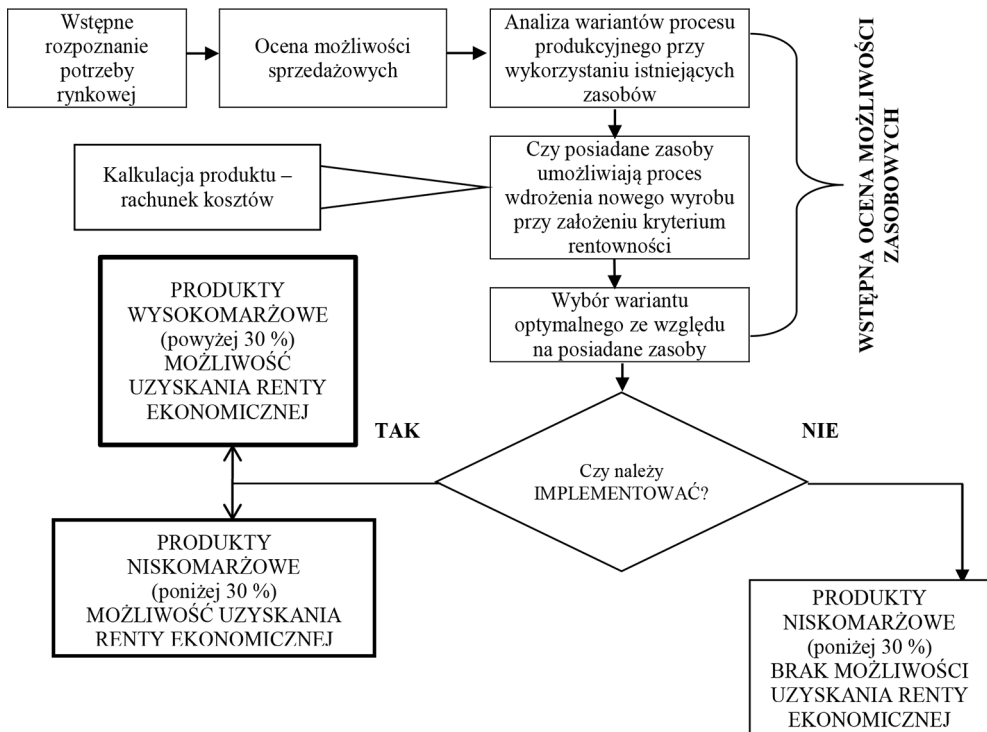 Wstępne
rozpoznanie
potrzeby
rynkowej
Ocena możliwości
sprzedażowych
Analiza wariantów procesu
produkcyjnego przy
wykorzystaniu istniejących
zasobów
Kalkulacja produktu –
rachunek kosztów
Czy posiadane zasoby
umożliwiają proces
wdrożenia nowego wyrobu
przy założeniu kryterium
rentowności
Wybór wariantu
optymalnego ze względu
na posiadane zasoby
WSTĘPNA OCENA MOŻLIWOŚCI
ZASOBOWYCH
PRODUKTY
WYSOKOMARŻOWE
(powyżej 30 %)
MOŻLIWOŚĆ
UZYSKANIA RENTY
EKONOMICZNEJ
TAK
NIE
Czy należy
IMPLEMENTOWAĆ?
PRODUKTY
NISKOMARŻOWE
(poniżej 30 %)
MOŻLIWOŚĆ UZYSKANIA
RENTY EKONOMICZNEJ
PRODUKTY
NISKOMARŻOWE
(poniżej 30 %)
BRAK MOŻLIWOŚCI
UZYSKANIA RENTY
EKONOMICZNEJ